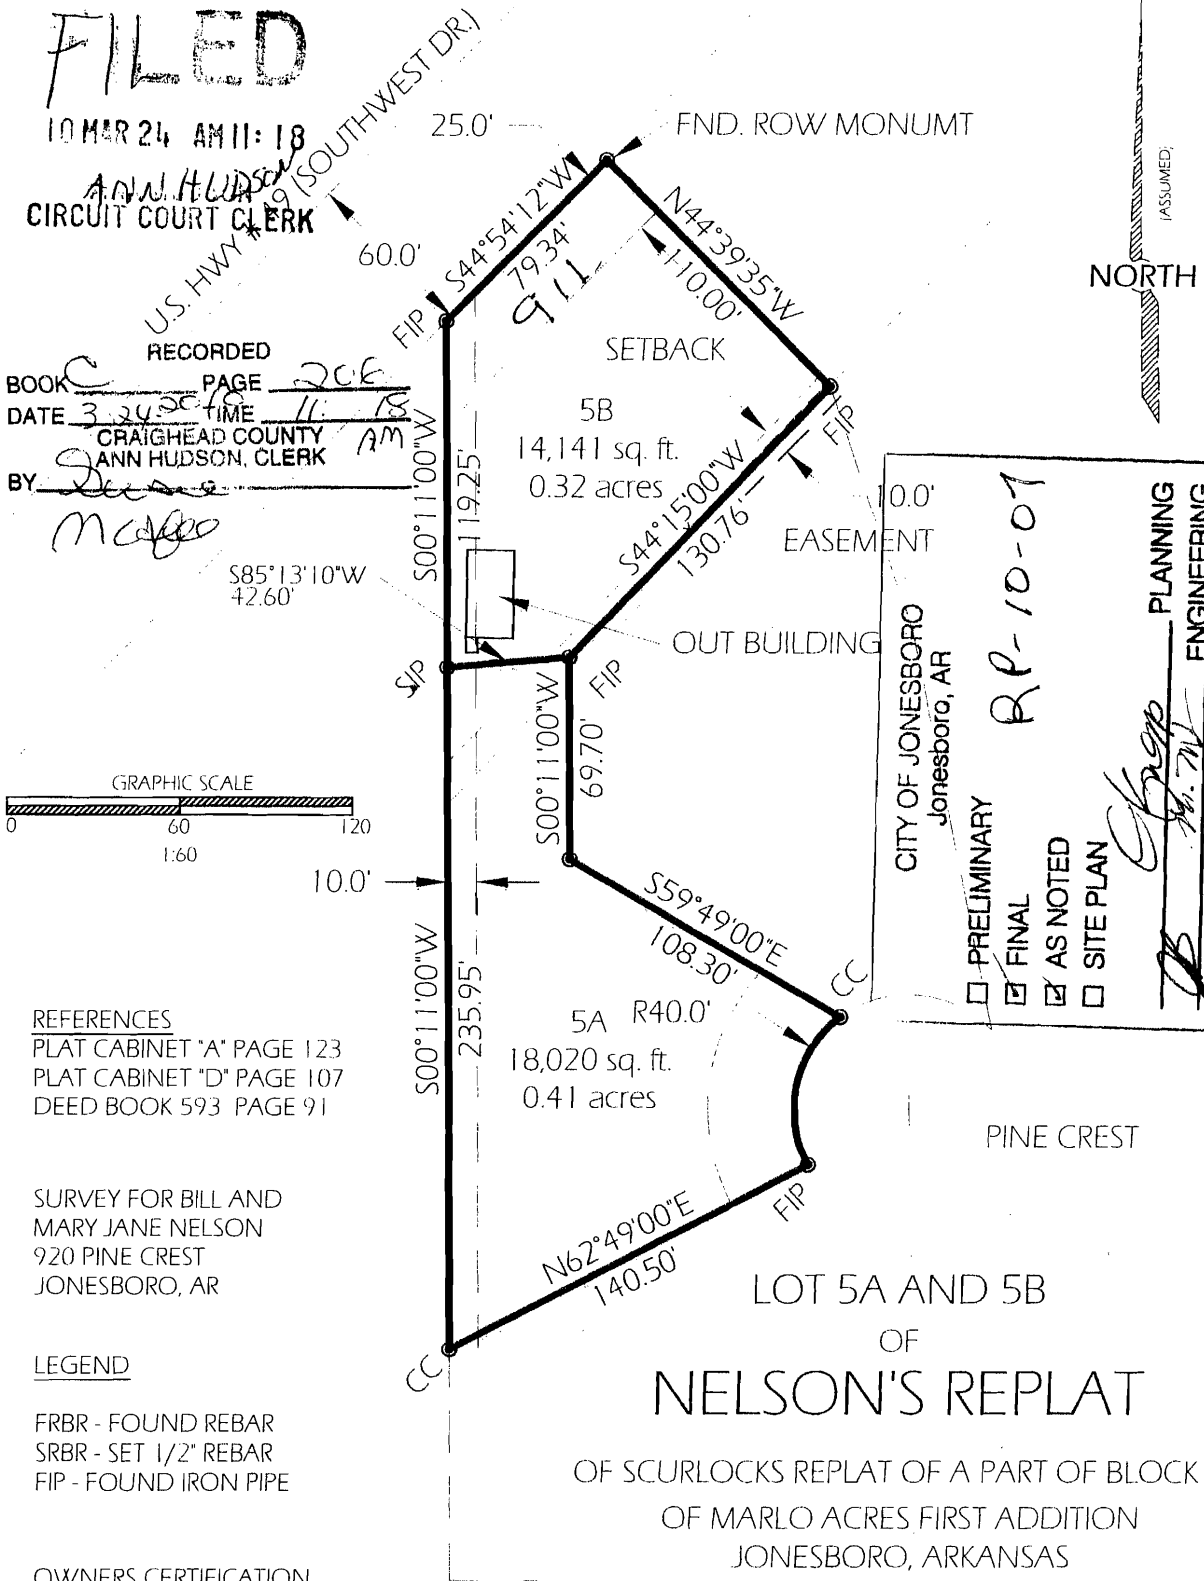 FILED
10 MAR 24 AM 11:18
ANN HUDSON
CIRCUIT COURT CLERK
U.S. HWY #49 (SOUTHWEST DR.)
25.0'
60.0'
FND. ROW MONUMT
S44°54'12"W
79.34'
911
N44°39'35"W
110.00'
FIP
SETBACK
RECORDED
BOOK C PAGE 206
DATE 3-24-2010 TIME 11:18 AM
CRAIGHEAD COUNTY
ANN HUDSON, CLERK
BY
5B
14,141 sq. ft.
0.32 acres
FIP
S00°11'00"W
119.25'
S44°15'00"W
130.76'
10.0'
EASEMENT
S85°13'10"W
42.60'
OUT BUILDING
SIP
FIP
S00°11'00"W
69.70'
GRAPHIC SCALE
0 60 120
1:60
10.0'
S59°49'00"E
108.30'
CC
S00°11'00"W
235.95'
5A
R40.0'
18,020 sq. ft.
0.41 acres
PINE CREST
FIP
N62°49'00"E
140.50'
CC
(ASSUMED)
NORTH
CITY OF JONESBORO
Jonesboro, AR
RP-10-07
☐ PRELIMINARY
☑ FINAL
☑ AS NOTED
☐ SITE PLAN
PLANNING
ENGINEERING
REFERENCES
PLAT CABINET "A" PAGE 123
PLAT CABINET "D" PAGE 107
DEED BOOK 593 PAGE 91
SURVEY FOR BILL AND
MARY JANE NELSON
920 PINE CREST
JONESBORO, AR
LEGEND
FRBR - FOUND REBAR
SRBR - SET 1/2" REBAR
FIP - FOUND IRON PIPE
OWNERS CERTIFICATION
LOT 5A AND 5B
OF
NELSON'S REPLAT
OF SCURLOCKS REPLAT OF A PART OF BLOCK
OF MARLO ACRES FIRST ADDITION
JONESBORO, ARKANSAS